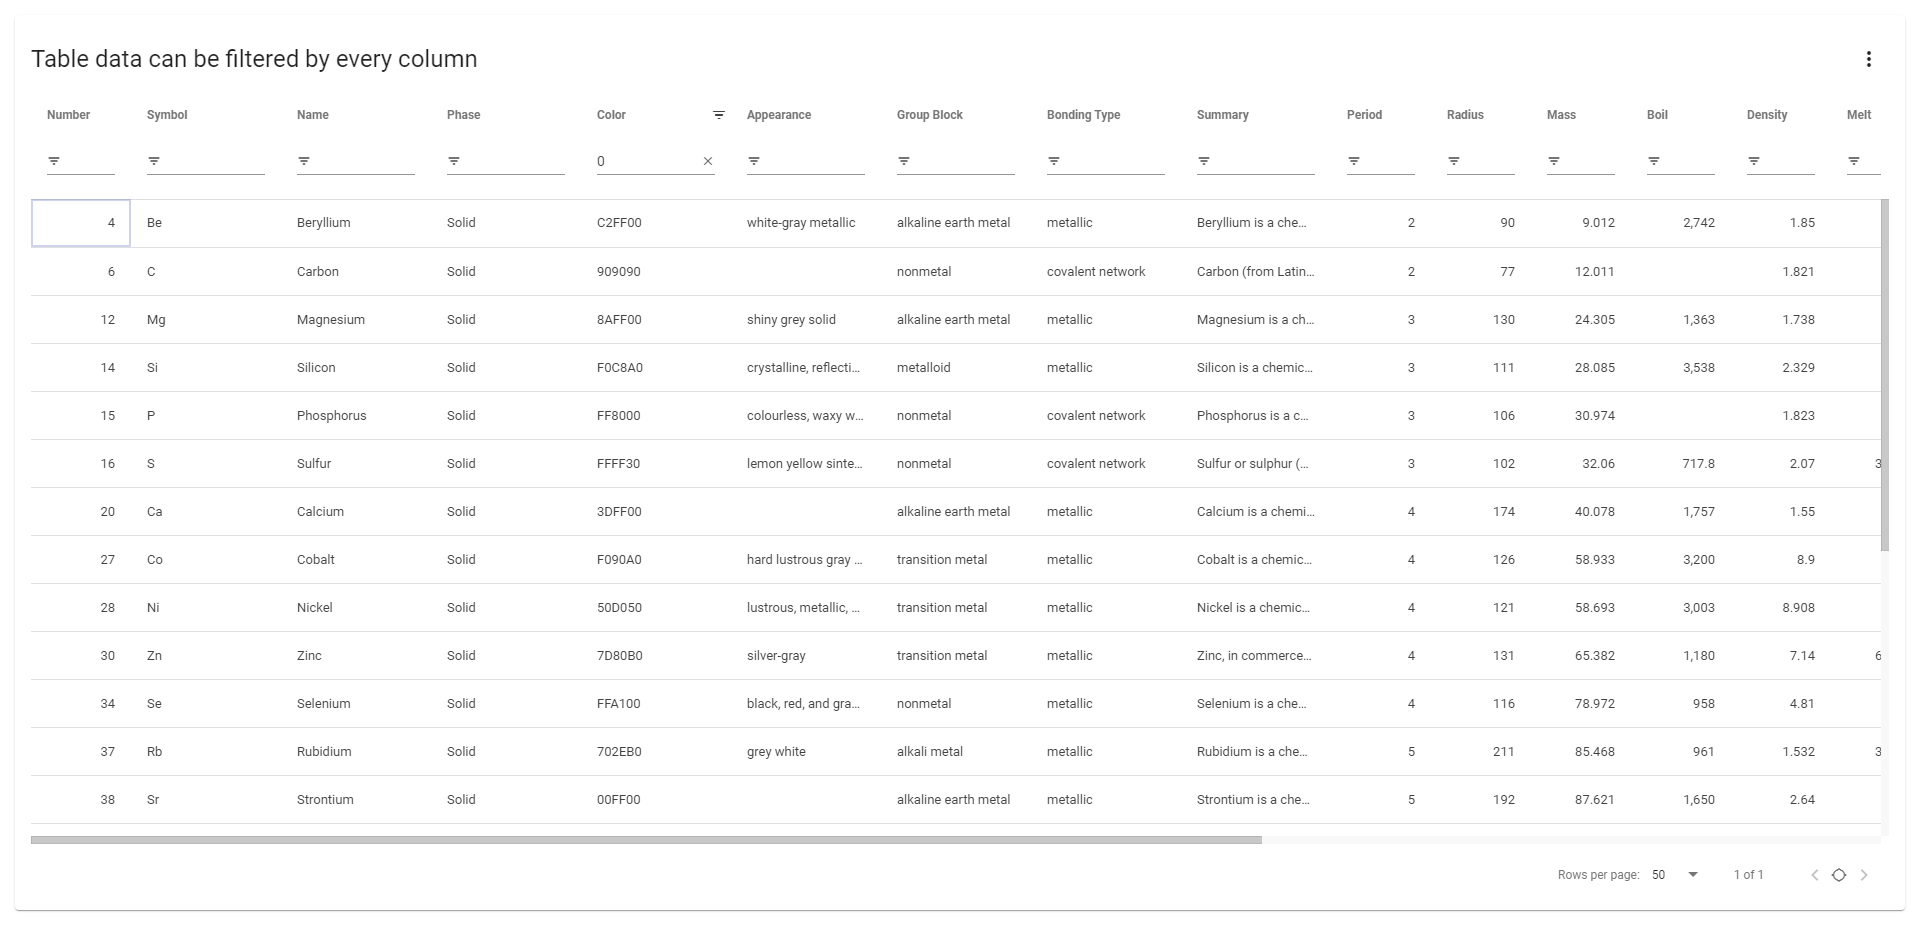 Table data can be filtered by every column
Number Symbol Name Phase Color Appearance Group Block Bonding Type Summary Period Radius Mass Boil Density Melt
0
4 Be Beryllium Solid C2FF00 white-gray metallic alkaline earth metal metallic Beryllium is a che... 2 90 9.012 2,742 1.85
6 C Carbon Solid 909090 nonmetal covalent network Carbon (from Latin... 2 77 12.011 1.821
12 Mg Magnesium Solid 8AFF00 shiny grey solid alkaline earth metal metallic Magnesium is a ch... 3 130 24.305 1,363 1.738
14 Si Silicon Solid F0C8A0 crystalline, reflecti... metalloid metallic Silicon is a chemic... 3 111 28.085 3,538 2.329
15 P Phosphorus Solid FF8000 colourless, waxy w... nonmetal covalent network Phosphorus is a c... 3 106 30.974 1.823
16 S Sulfur Solid FFFF30 lemon yellow sinte... nonmetal covalent network Sulfur or sulphur (... 3 102 32.06 717.8 2.07 3
20 Ca Calcium Solid 3DFF00 alkaline earth metal metallic Calcium is a chemi... 4 174 40.078 1,757 1.55
27 Co Cobalt Solid F090A0 hard lustrous gray ... transition metal metallic Cobalt is a chemic... 4 126 58.933 3,200 8.9
28 Ni Nickel Solid 50D050 lustrous, metallic, ... transition metal metallic Nickel is a chemic... 4 121 58.693 3,003 8.908
30 Zn Zinc Solid 7D80B0 silver-gray transition metal metallic Zinc, in commerce... 4 131 65.382 1,180 7.14 6
34 Se Selenium Solid FFA100 black, red, and gra... nonmetal metallic Selenium is a che... 4 116 78.972 958 4.81
37 Rb Rubidium Solid 702EB0 grey white alkali metal metallic Rubidium is a che... 5 211 85.468 961 1.532 3
38 Sr Strontium Solid 00FF00 alkaline earth metal metallic Strontium is a che... 5 192 87.621 1,650 2.64
Rows per page: 50 1 of 1